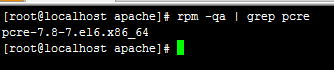 [root@localhost apache]# rpm -qa | grep pcre
pcre-7.8-7.el6.x86_64
[root@localhost apache]#